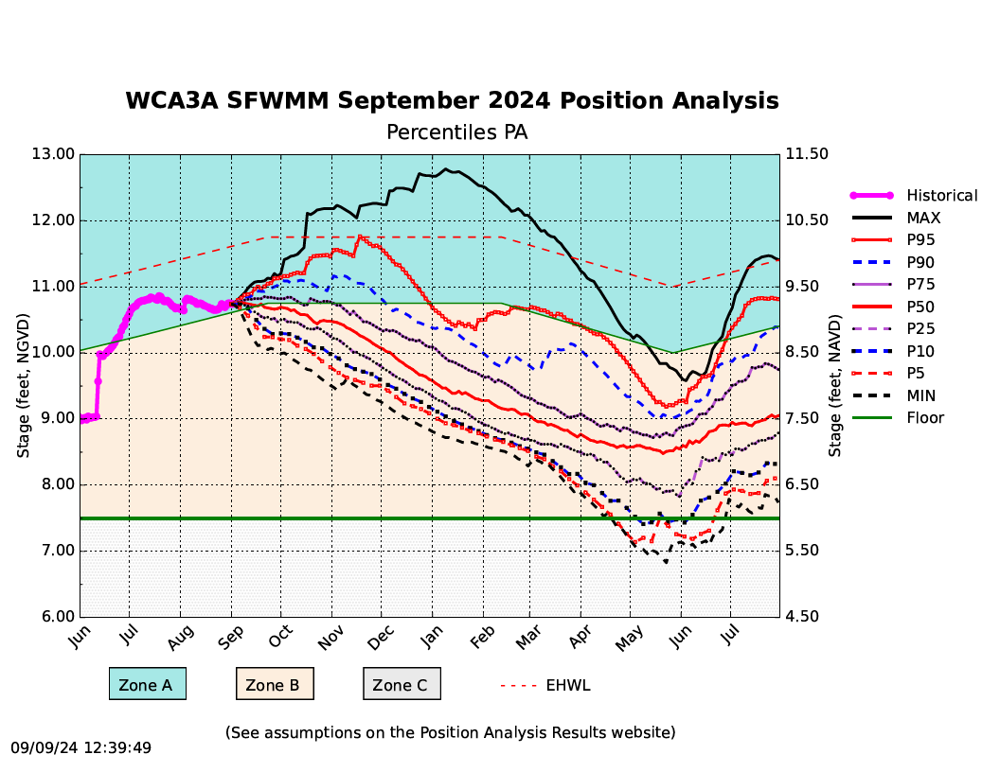 WCA3A SFWMM September 2024 Position Analysis
Percentiles PA
13.00
12.00
11.00
10.00
9.00
8.00
7.00
6.00
Stage (feet, NGVD)
11.50
10.50
9.50
8.50
7.50
6.50
5.50
4.50
Stage (feet, NAVD)
Jun Jul Aug Sep Oct Nov Dec Jan Feb Mar Apr May Jun Jul
Historical
MAX
P95
P90
P75
P50
P25
P10
P5
MIN
Floor
Zone A Zone B Zone C EHWL
(See assumptions on the Position Analysis Results website)
09/09/24 12:39:49